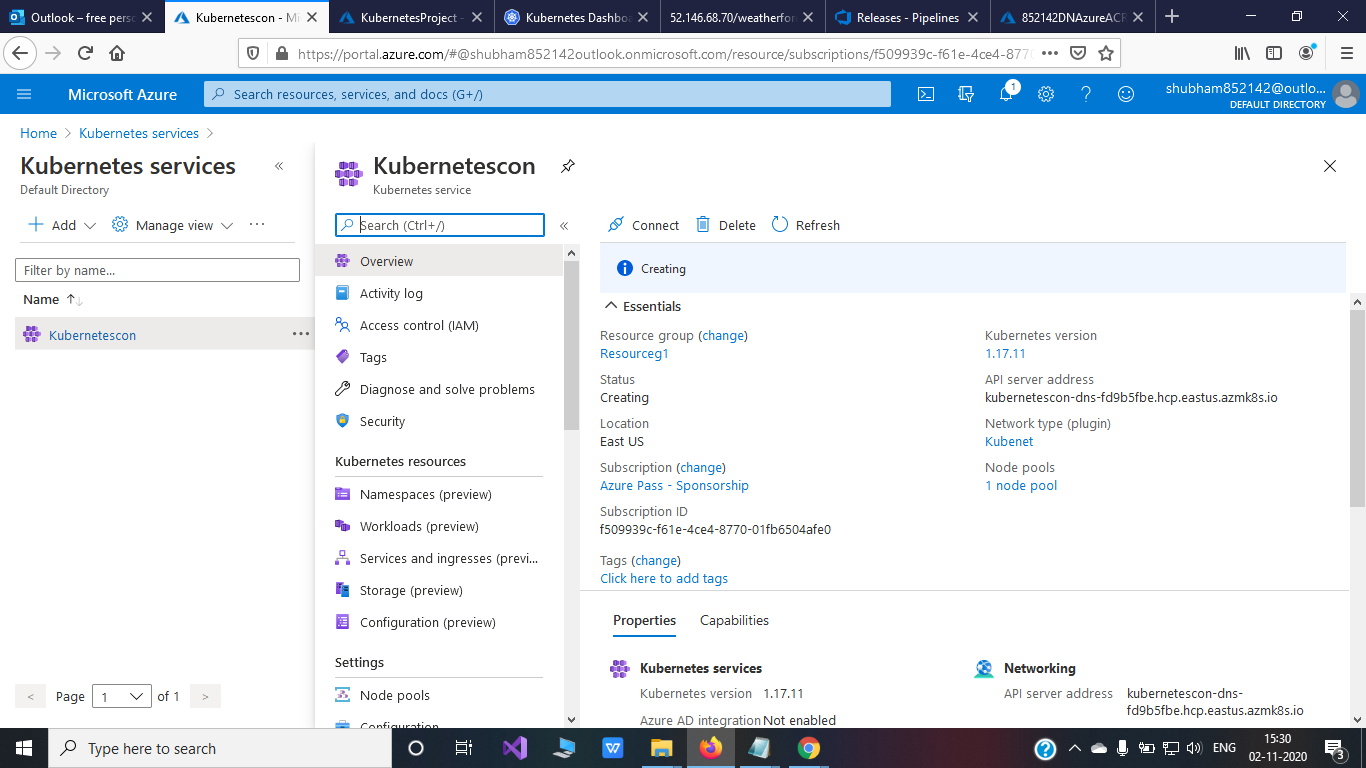 Outlook – free perso
Kubernetescon - Mi
KubernetesProject -
Kubernetes Dashboa
52.146.68.70/weatherfor
Releases - Pipelines
852142DNAzureACR
https://portal.azure.com/#@shubham852142outlook.onmicrosoft.com/resource/subscriptions/f509939c-f61e-4ce4-8770
Microsoft Azure
Search resources, services, and docs (G+/)
1
shubham852142@outlo...
DEFAULT DIRECTORY
Home > Kubernetes services >
Kubernetes services
Default Directory
Add
Manage view
Filter by name...
Name
Kubernetescon
Page 1 of 1
Kubernetescon
Kubernetes service
Search (Ctrl+/)
Overview
Activity log
Access control (IAM)
Tags
Diagnose and solve problems
Security
Kubernetes resources
Namespaces (preview)
Workloads (preview)
Services and ingresses (previ...
Storage (preview)
Configuration (preview)
Settings
Node pools
Configuration
Connect
Delete
Refresh
Creating
Essentials
Resource group (change)
Resourceg1
Status
Creating
Location
East US
Subscription (change)
Azure Pass - Sponsorship
Subscription ID
f509939c-f61e-4ce4-8770-01fb6504afe0
Tags (change)
Click here to add tags
Kubernetes version
1.17.11
API server address
kubernetescon-dns-fd9b5fbe.hcp.eastus.azmk8s.io
Network type (plugin)
Kubenet
Node pools
1 node pool
Properties
Capabilities
Kubernetes services
Kubernetes version 1.17.11
Azure AD integration Not enabled
Networking
API server address kubernetescon-dns-
fd9b5fbe.hcp.eastus.azmk8s.io
Type here to search
ENG
15:30
02-11-2020
3